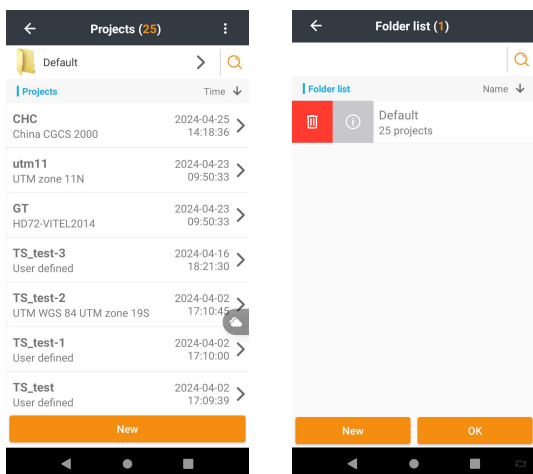 Projects (25)
Default
Projects Time
CHC 2024-04-25
China CGCS 2000 14:18:36
utm11 2024-04-23
UTM zone 11N 09:50:33
GT 2024-04-23
HD72-VITEL2014 09:50:33
TS_test-3 2024-04-16
User defined 18:21:30
TS_test-2 2024-04-02
UTM WGS 84 UTM zone 19S 17:10:45
TS_test-1 2024-04-02
User defined 17:10:00
TS_test 2024-04-02
User defined 17:09:39
New
Folder list (1)
Folder list Name
Default
25 projects
New OK